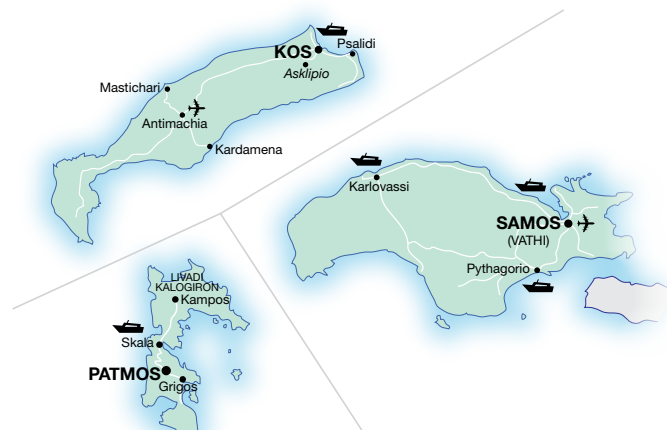 KOS
Psalidi
Asklipio
Mastichari
Antimachia
Kardamena
Karlovassi
SAMOS
(VATHI)
Pythagorio
LIVADI
KALOGIRON
Kampos
Skala
PATMOS
Grigos